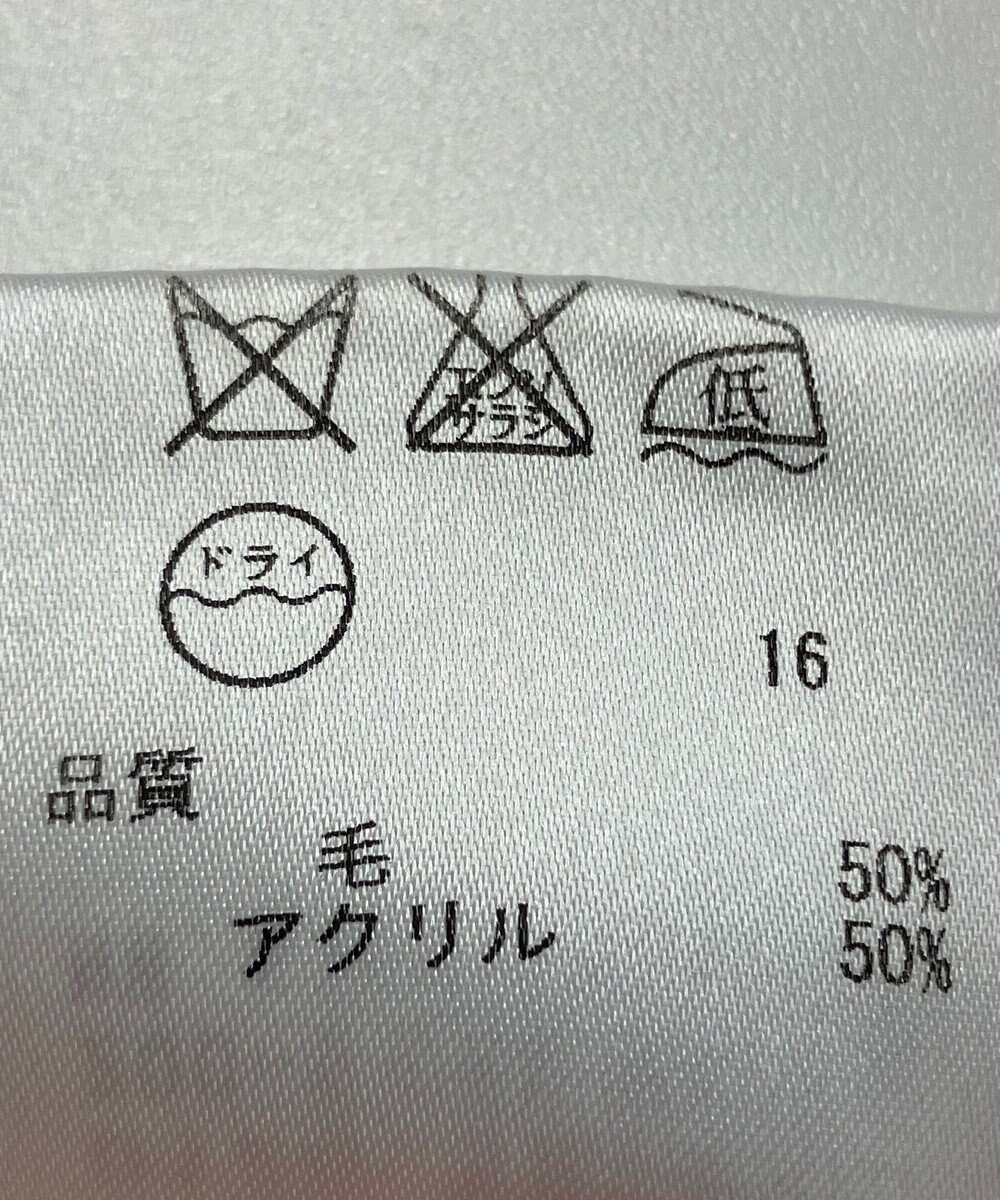 エンソ
サラシ
低
ドライ
16
品質
毛 50%
アクリル 50%